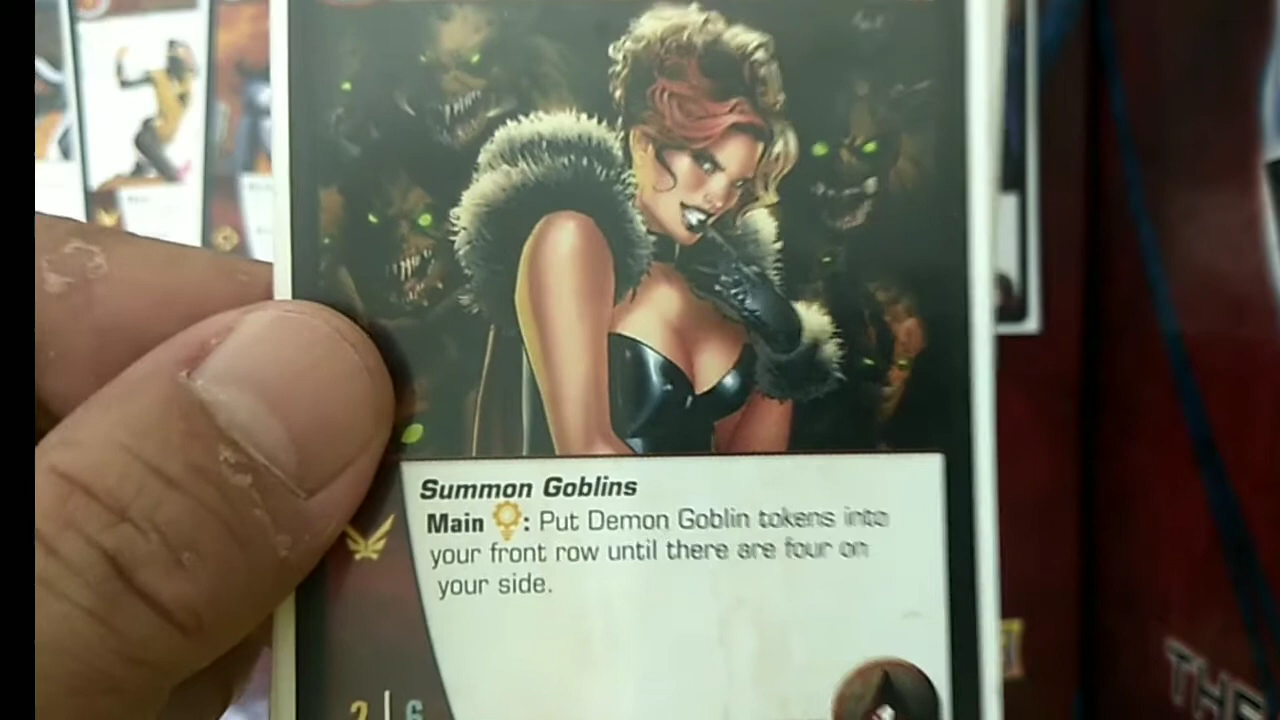 Summon Goblins
Main : Put Demon Goblin tokens into
your front row until there are four on
your side.
2 | 6
THE